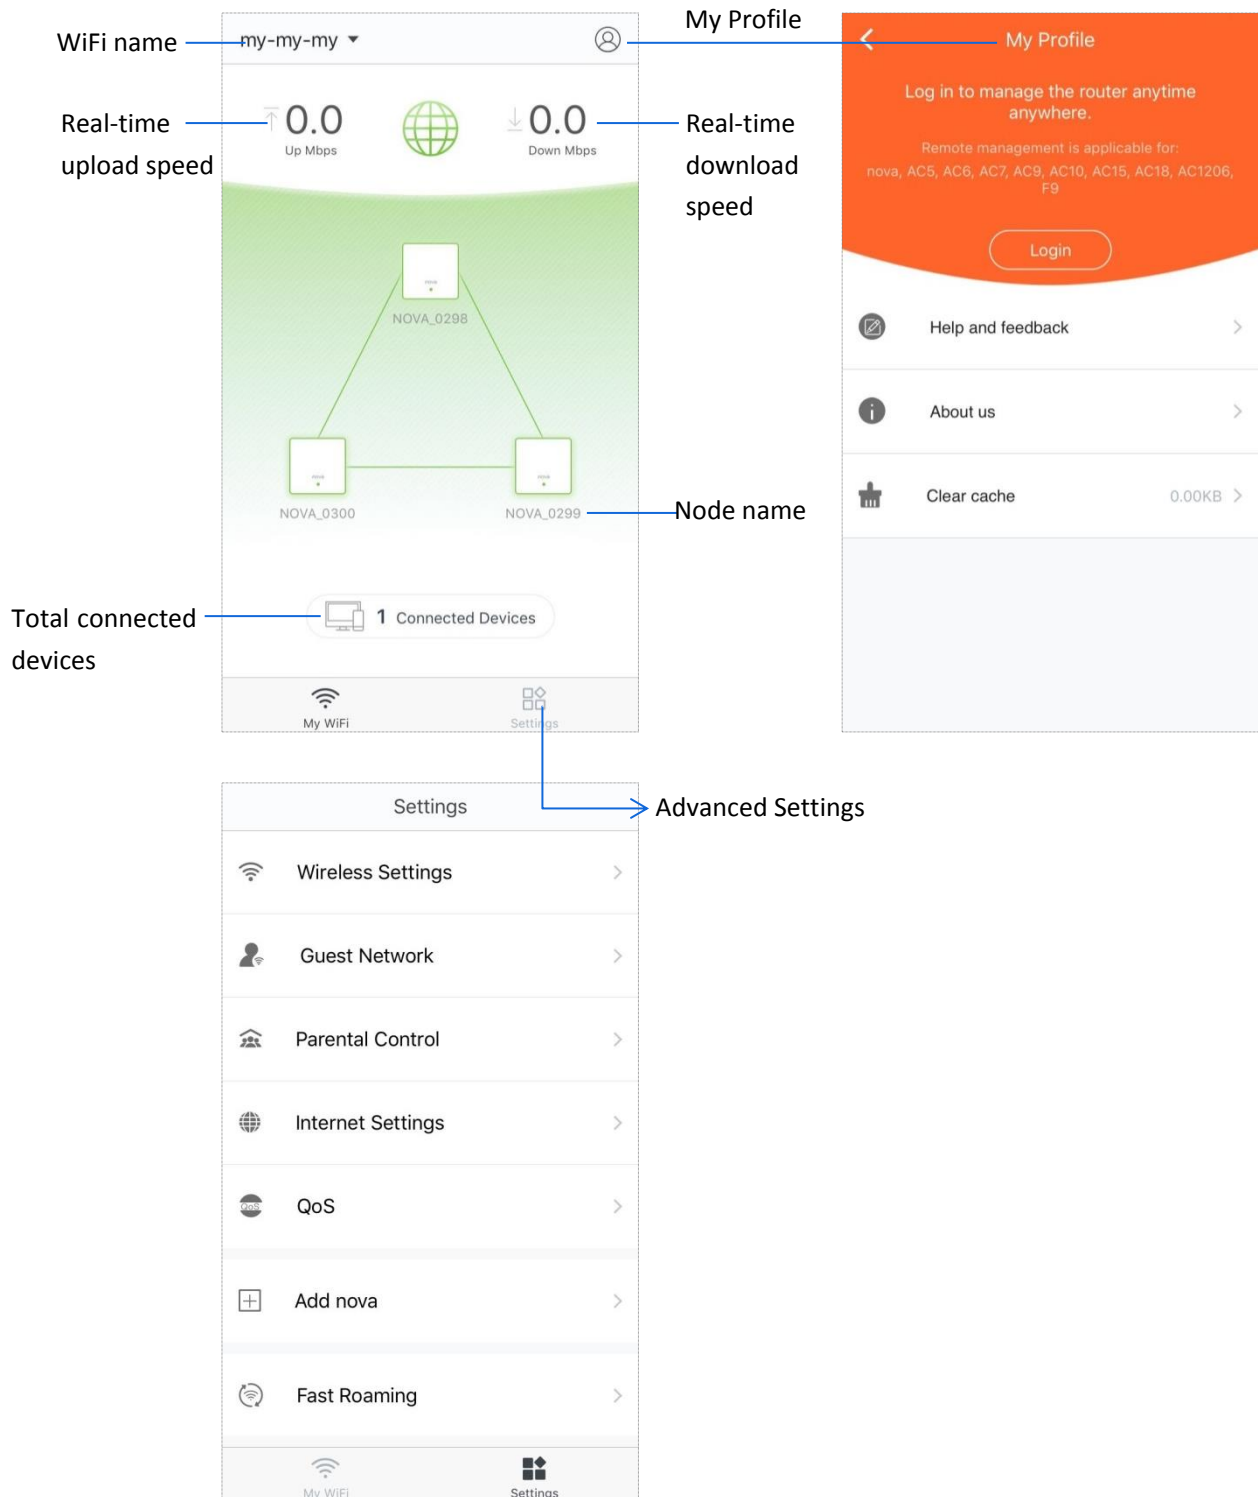 WiFi name
my-my-my
My Profile
Real-time
upload speed
0.0
Up Mbps
0.0
Down Mbps
Real-time
download
speed
nova
NOVA_0298
nova
NOVA_0300
nova
NOVA_0299
Node name
Total connected
devices
1 Connected Devices
My WiFi
Settings
My Profile
Log in to manage the router anytime
anywhere.
Remote management is applicable for:
nova, AC5, AC6, AC7, AC9, AC10, AC15, AC18, AC1206,
F9
Login
Help and feedback
About us
Clear cache 0.00KB
Advanced Settings
Settings
Wireless Settings
Guest Network
Parental Control
Internet Settings
QoS
QoS
Add nova
Fast Roaming
My WiFi
Settings